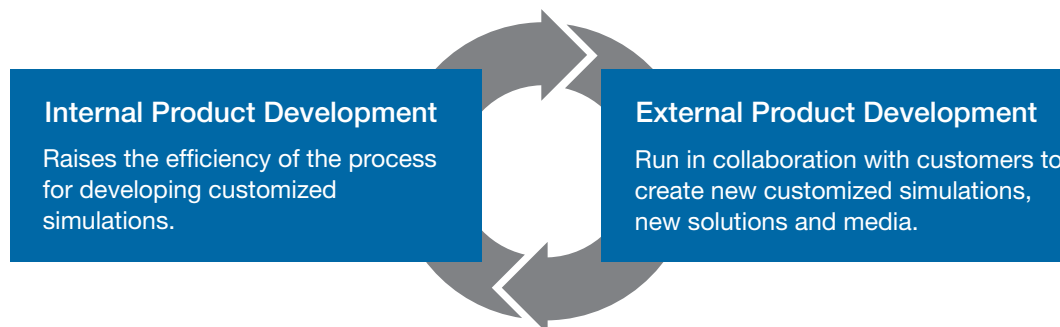 Internal Product Development
Raises the efficiency of the process
for developing customized
simulations.
External Product Development
Run in collaboration with customers to
create new customized simulations,
new solutions and media.